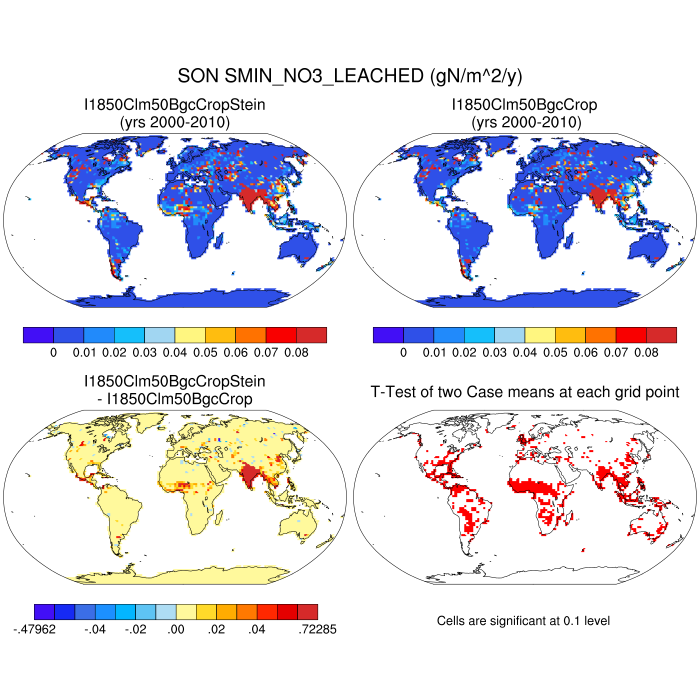 SON SMIN_NO3_LEACHED (gN/m^2/y)
I1850Clm50BgcCropStein
(yrs 2000-2010)
I1850Clm50BgcCrop
(yrs 2000-2010)
0 0.01 0.02 0.03 0.04 0.05 0.06 0.07 0.08
0 0.01 0.02 0.03 0.04 0.05 0.06 0.07 0.08
I1850Clm50BgcCropStein
- I1850Clm50BgcCrop
T-Test of two Case means at each grid point
-.47962 -.04 -.02 .00 .02 .04 .72285
Cells are significant at 0.1 level